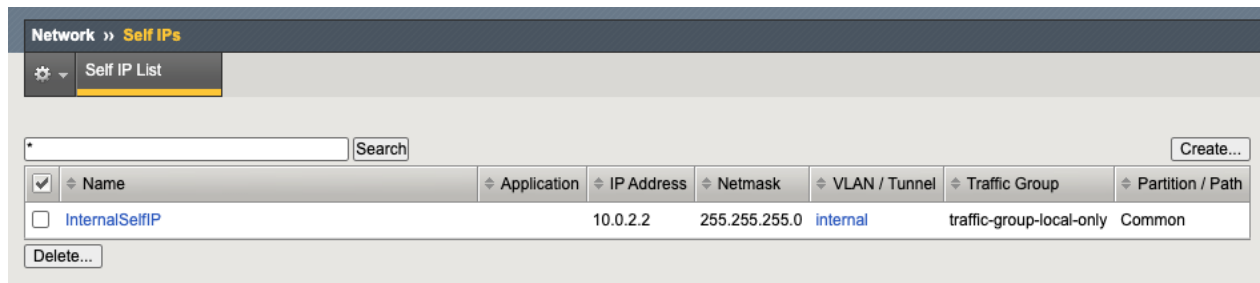 Network ›› Self IPs
Self IP List
* Search Create...
Name Application IP Address Netmask VLAN / Tunnel Traffic Group Partition / Path
InternalSelfIP 10.0.2.2 255.255.255.0 internal traffic-group-local-only Common
Delete...